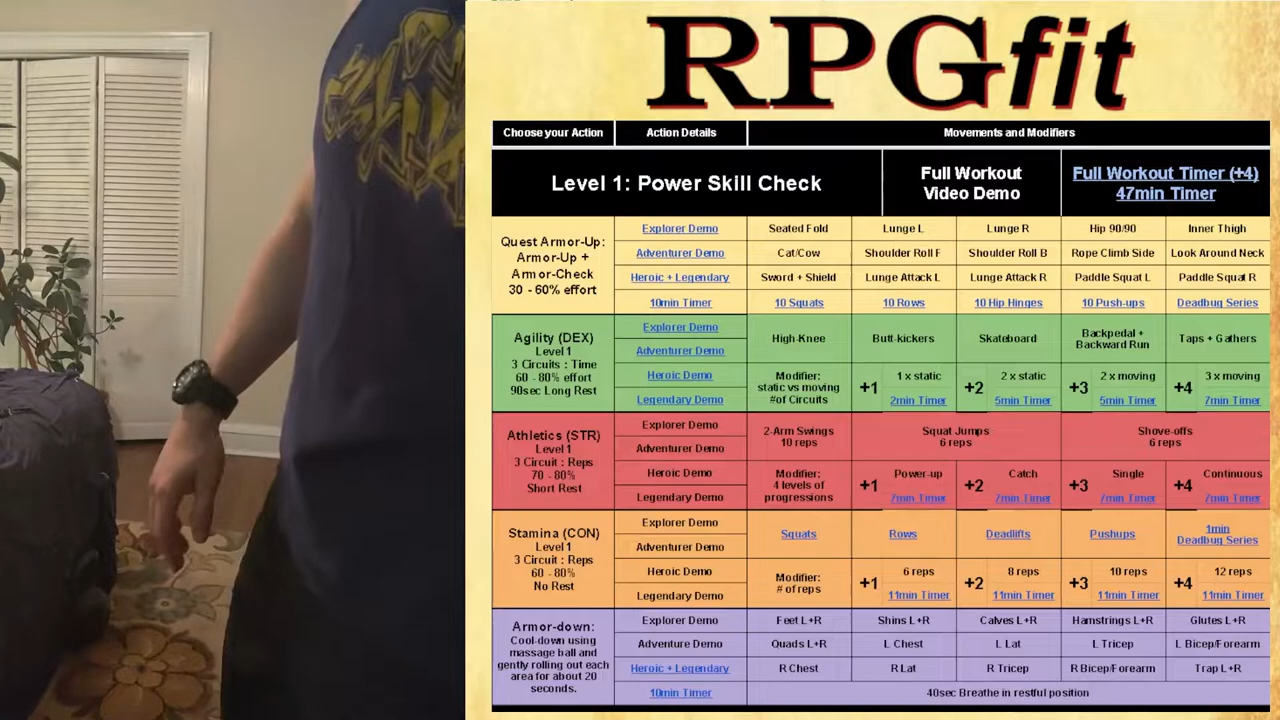 RPGfit
Choose your Action
Action Details
Movements and Modifiers
Level 1: Power Skill Check
Full Workout
Video Demo
Full Workout Timer (+4)
47min Timer
Quest Armor-Up:
Armor-Up +
Armor-Check
30 - 60% effort
Explorer Demo
Seated Fold
Lunge L
Lunge R
Hip 90/90
Inner Thigh
Adventurer Demo
Cat/Cow
Shoulder Roll F
Shoulder Roll B
Rope Climb Side
Look Around Neck
Heroic + Legendary
Sword + Shield
Lunge Attack L
Lunge Attack R
Paddle Squat L
Paddle Squat R
10min Timer
10 Squats
10 Rows
10 Hip Hinges
10 Push-ups
Deadbug Series
Agility (DEX)
Level 1
3 Circuits : Time
60 - 80% effort
90sec Long Rest
Explorer Demo
Adventurer Demo
High-Knee
Butt-kickers
Skateboard
Backpedal +
Backward Run
Taps + Gathers
Heroic Demo
Legendary Demo
Modifier:
static vs moving
#of Circuits
+1
1 x static
2min Timer
+2
2 x static
5min Timer
+3
2 x moving
5min Timer
+4
3 x moving
7min Timer
Athletics (STR)
Level 1
3 Circuit : Reps
70 - 80%
Short Rest
Explorer Demo
Adventurer Demo
2-Arm Swings
10 reps
Squat Jumps
6 reps
Shove-offs
6 reps
Heroic Demo
Legendary Demo
Modifier:
4 levels of
progressions
+1
Power-up
7min Timer
+2
Catch
7min Timer
+3
Single
7min Timer
+4
Continuous
7min Timer
Stamina (CON)
Level 1
3 Circuit : Reps
60 - 80%
No Rest
Explorer Demo
Adventurer Demo
Squats
Rows
Deadlifts
Pushups
1min
Deadbug Series
Heroic Demo
Legendary Demo
Modifier:
# of reps
+1
6 reps
11min Timer
+2
8 reps
11min Timer
+3
10 reps
11min Timer
+4
12 reps
11min Timer
Armor-down:
Cool-down using
massage ball and
gently rolling out each
area for about 20
seconds.
Explorer Demo
Feet L+R
Shins L+R
Calves L+R
Hamstrings L+R
Glutes L+R
Adventure Demo
Quads L+R
L Chest
L Lat
L Tricep
L Bicep/Forearm
Heroic + Legendary
R Chest
R Lat
R Tricep
R Bicep/Forearm
Trap L+R
10min Timer
40sec Breathe in restful position